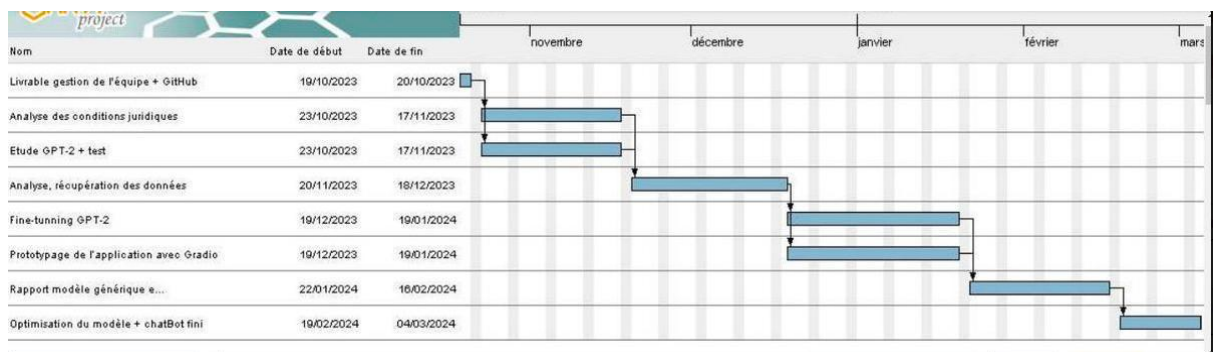 project
novembre décembre janvier février mars
Nom Date de début Date de fin
Livrable gestion de l'équipe + GitHub 19/10/2023 20/10/2023
Analyse des conditions juridiques 23/10/2023 17/11/2023
Etude GPT-2 + test 23/10/2023 17/11/2023
Analyse, récupération des données 20/11/2023 18/12/2023
Fine-tunning GPT-2 19/12/2023 19/01/2024
Prototypage de l'application avec Gradio 19/12/2023 19/01/2024
Rapport modèle générique e... 22/01/2024 16/02/2024
Optimisation du modèle + chatBot fini 19/02/2024 04/03/2024